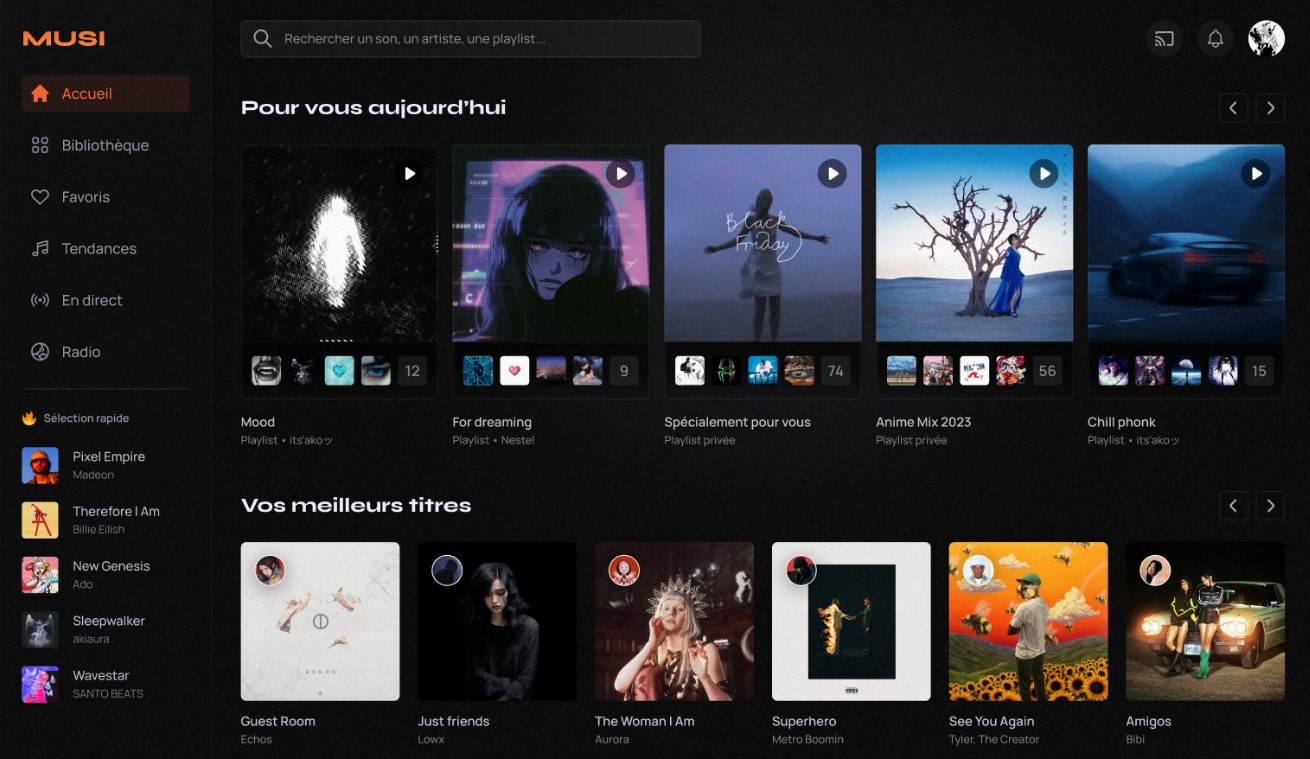 MUSI
Rechercher un son, un artiste, une playlist...
Accueil
Bibliothèque
Favoris
Tendances
En direct
Radio
🔥 Sélection rapide
Pixel Empire
Madeon
Therefore I Am
Billie Eilish
New Genesis
Ado
Sleepwalker
akiaura
Wavestar
SANTO BEATS
Pour vous aujourd'hui
Black
Friday
12
9
74
56
15
Mood
Playlist • its'akoッ
For dreaming
Playlist • Nestel
Spécialement pour vous
Playlist privée
Anime Mix 2023
Playlist privée
Chill phonk
Playlist • its'akoッ
Vos meilleurs titres
ECHOS
Guest Room
Echos
Just friends
Lowx
The Woman I Am
Aurora
Superhero
Metro Boomin
See You Again
Tyler, The Creator
Amigos
Bibi